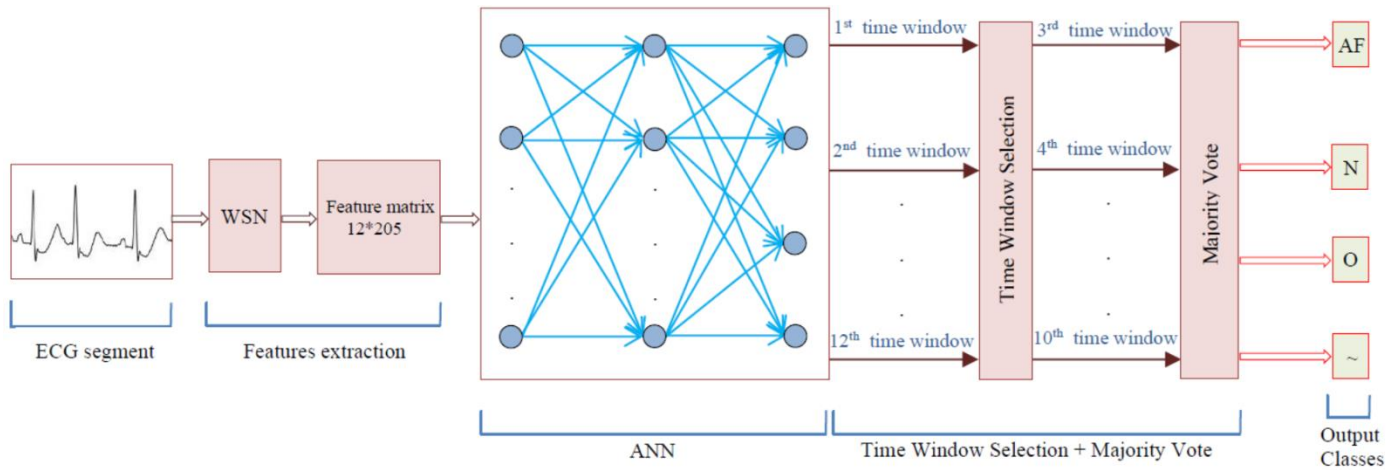 1st time window
3rd time window
AF
2nd time window
4th time window
N
WSN
Feature matrix
12*205
Time Window Selection
Majority Vote
O
12th time window
10th time window
~
ECG segment
Features extraction
ANN
Time Window Selection + Majority Vote
Output
Classes